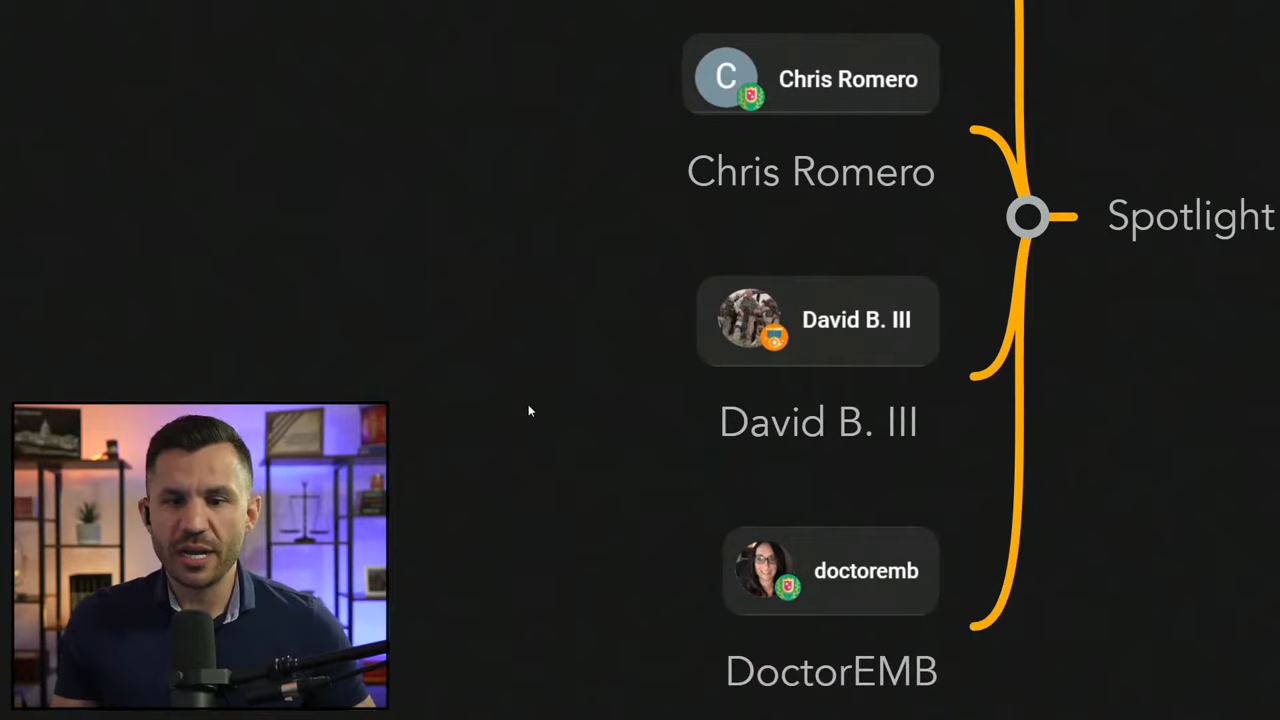 C
Chris Romero
Chris Romero
Spotlight
David B. III
David B. III
doctoremb
DoctorEMB